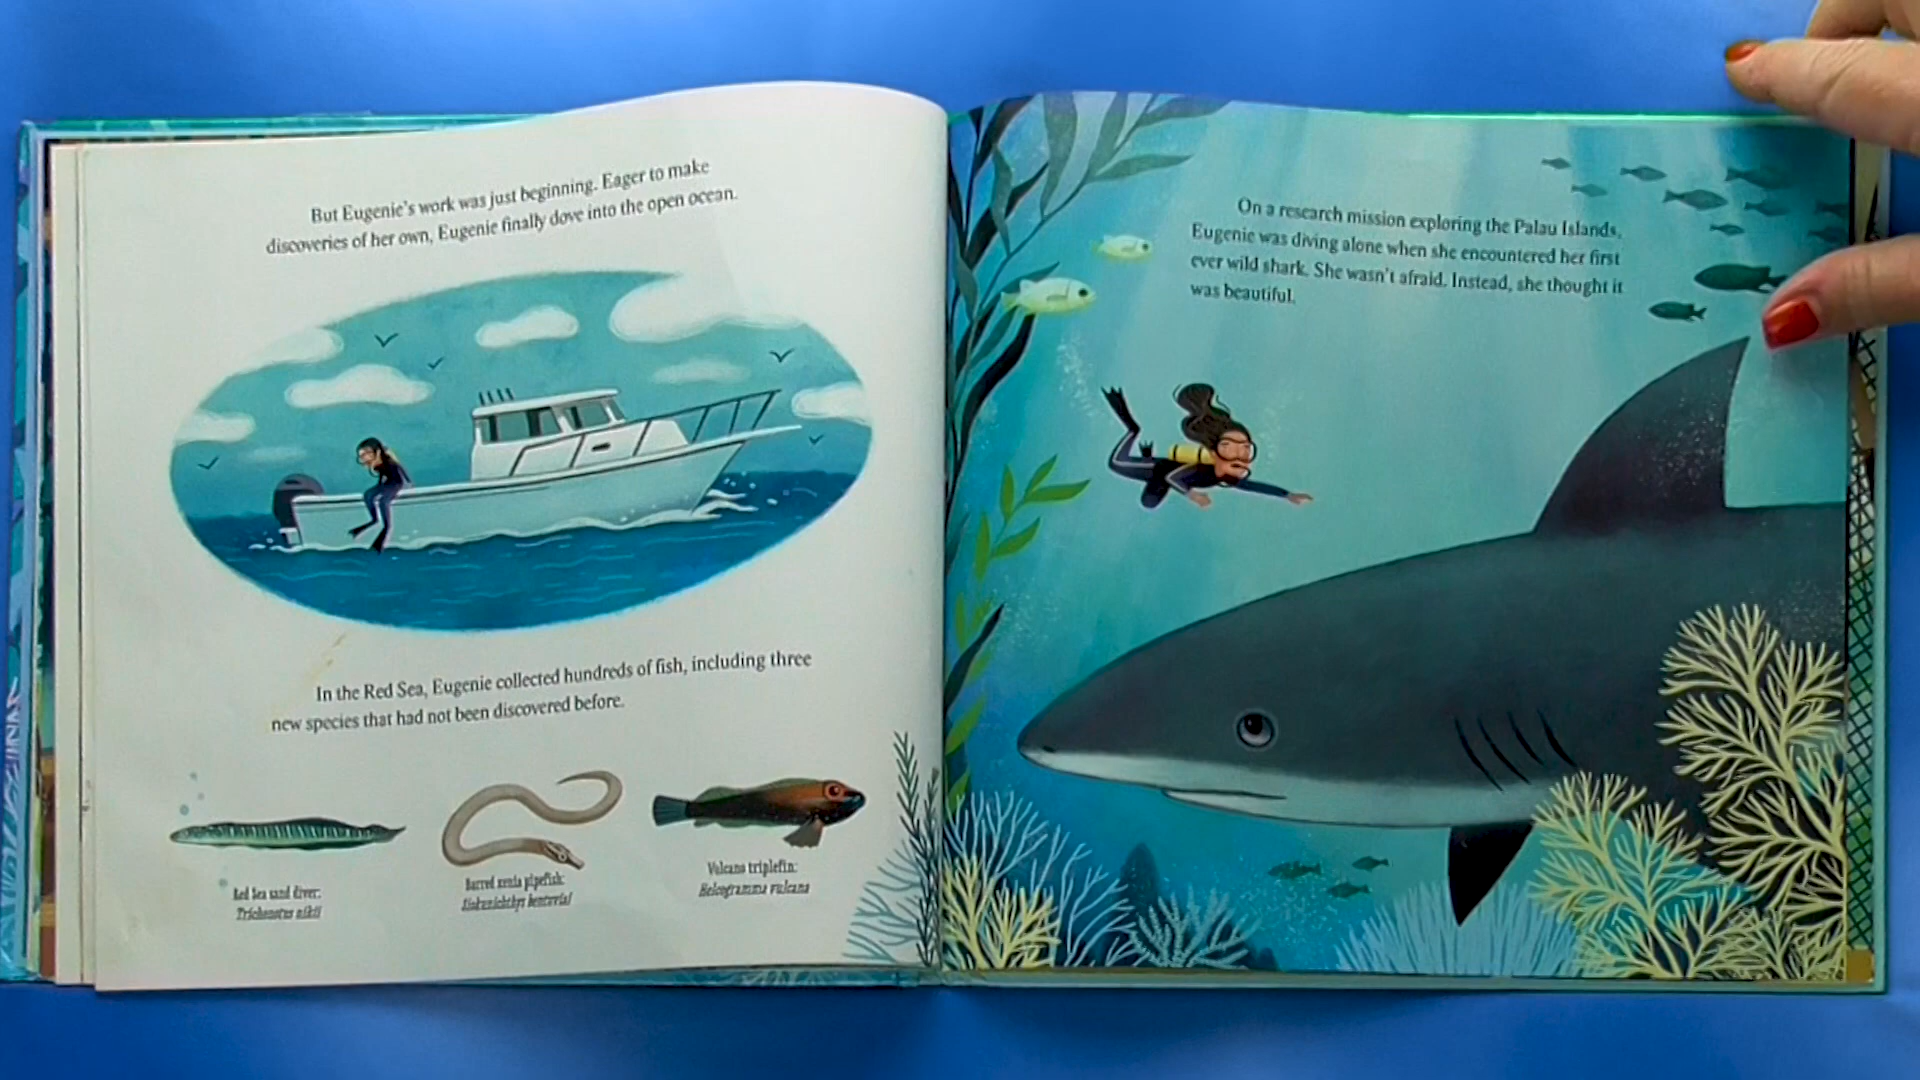 But Eugenie's work was just beginning. Eager to make
discoveries of her own, Eugenie finally dove into the open ocean.
In the Red Sea, Eugenie collected hundreds of fish, including three
new species that had not been discovered before.
Red Sea sand diver:
Trichonotus nikii
Barred xenia pipefish:
Volcano triplefin:
Helcogramma vulcana
On a research mission exploring the Palau Islands,
Eugenie was diving alone when she encountered her first
ever wild shark. She wasn't afraid. Instead, she thought it
was beautiful.